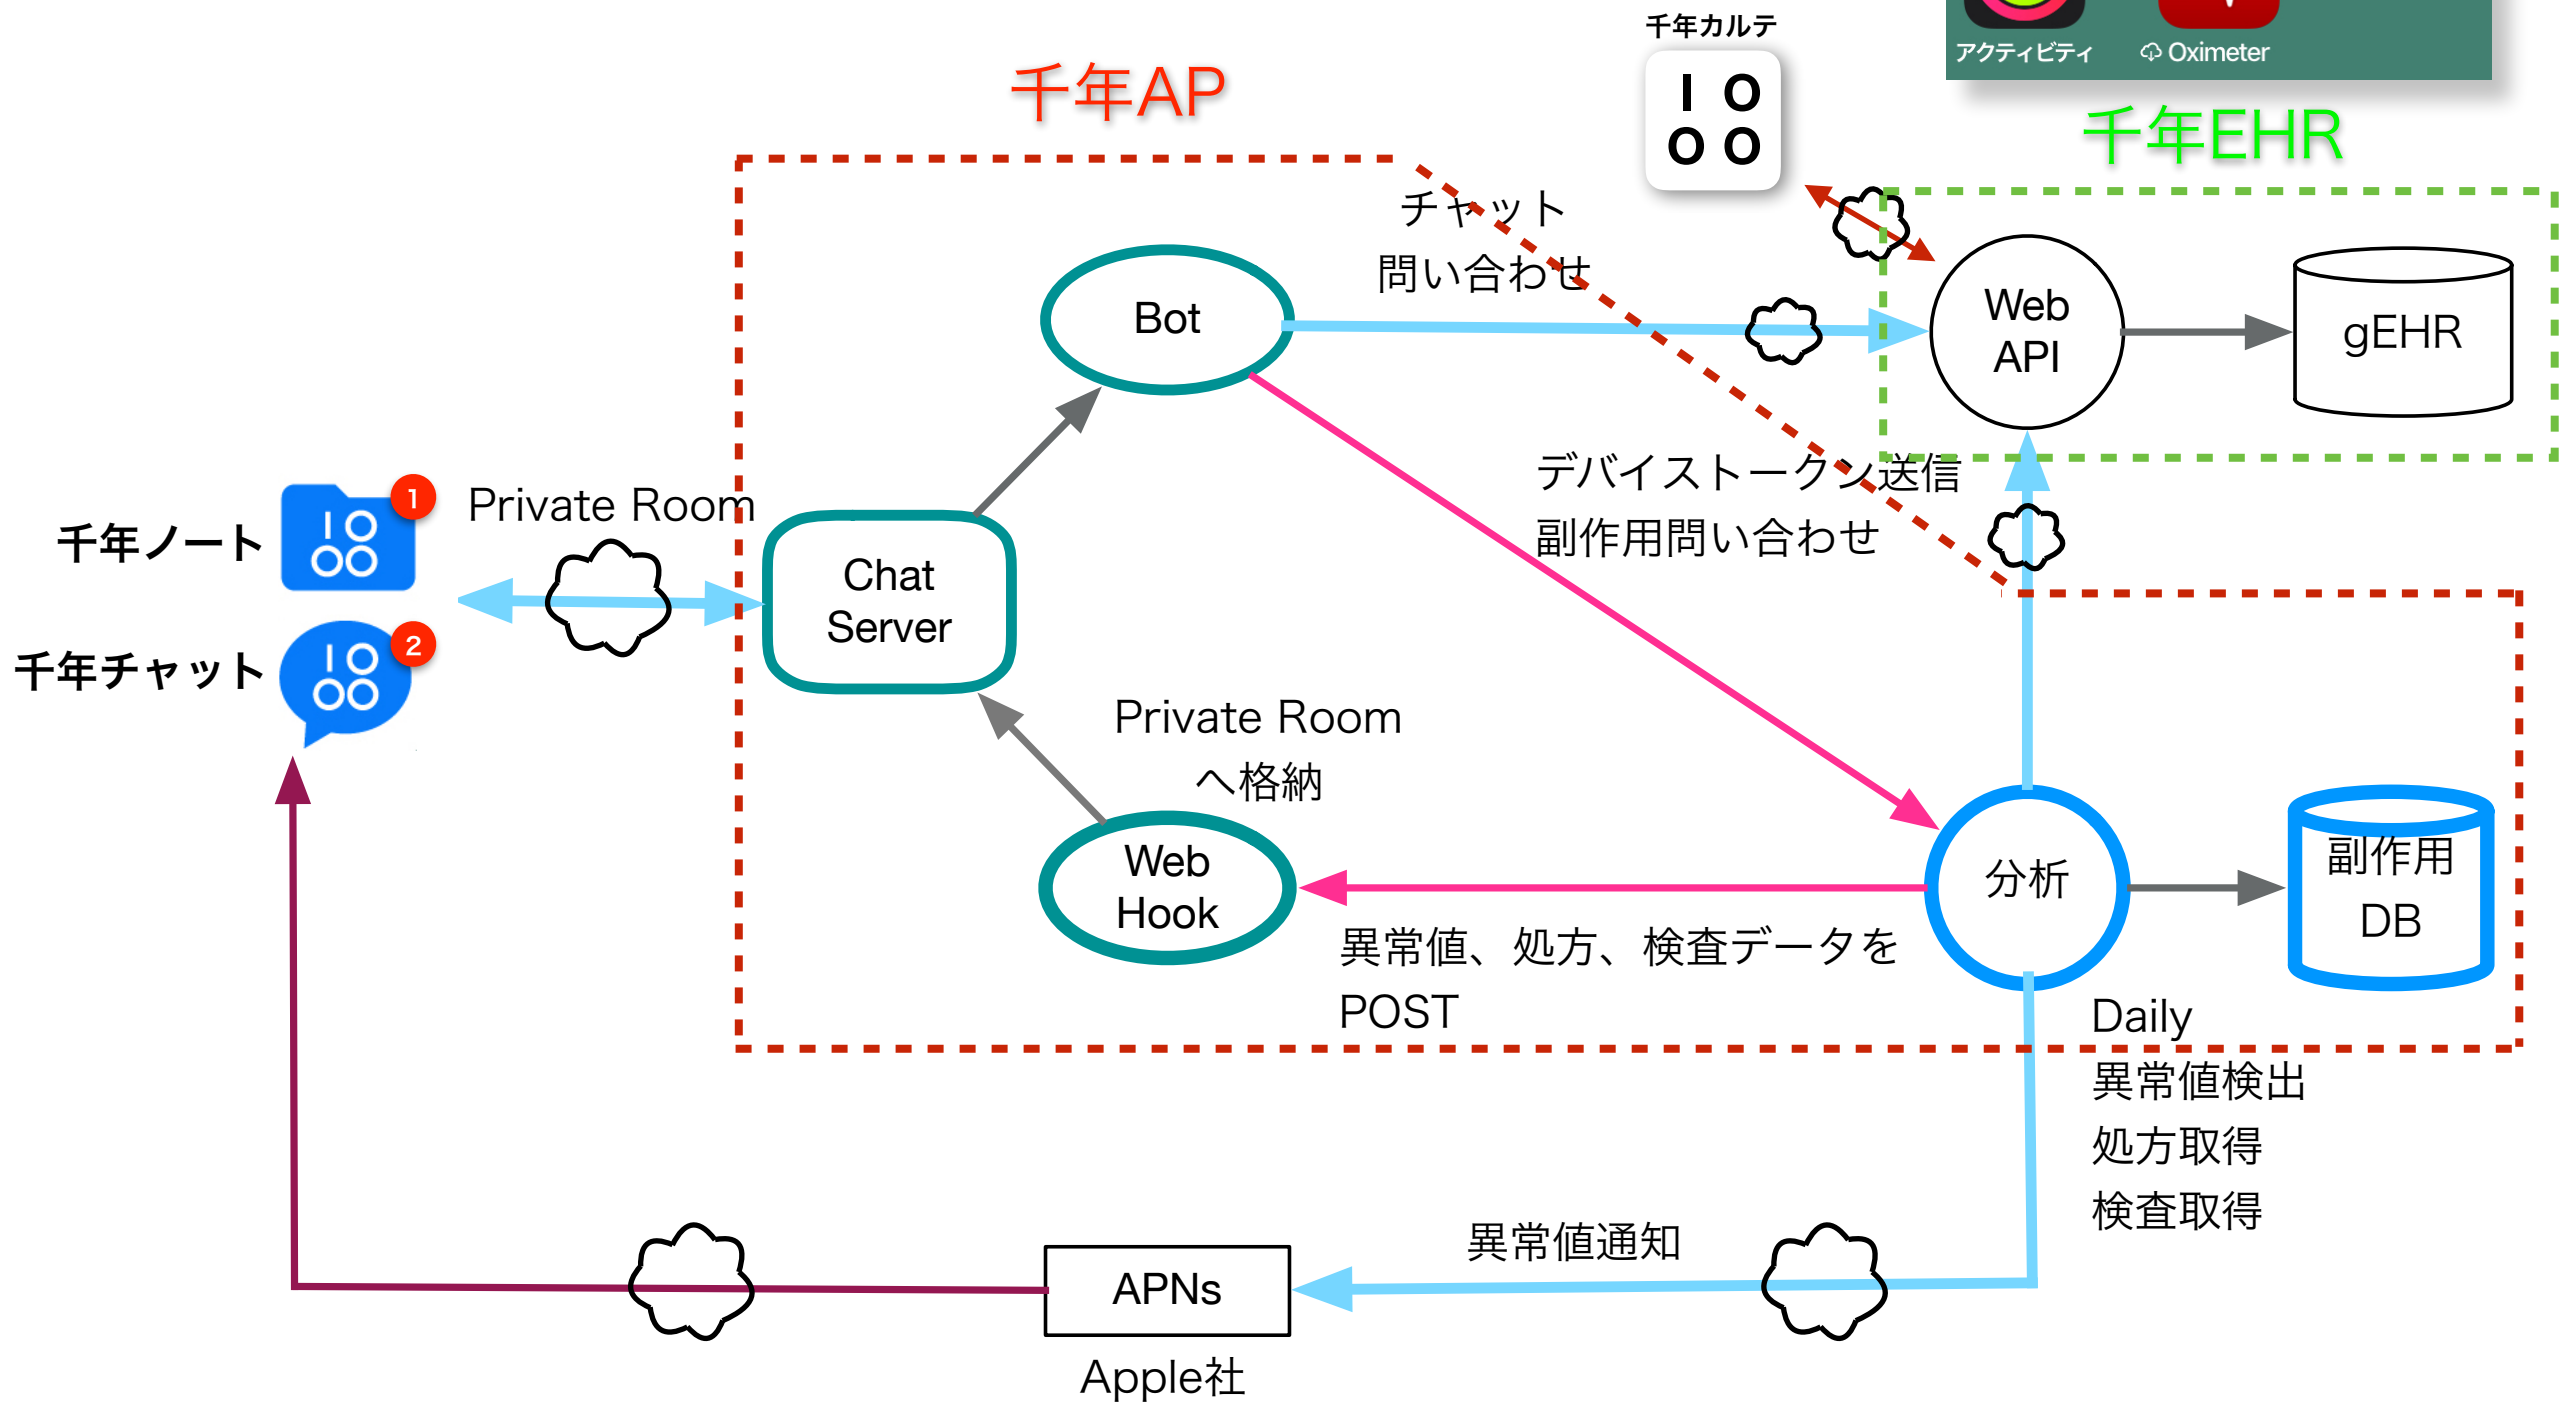 千年カルテ
I O
O O
アクティビティ
Oximeter
千年AP
千年EHR
チャット
問い合わせ
Bot
Web
API
gEHR
デバイストークン送信
副作用問い合わせ
千年ノート
I O
O O
1
Private Room
Chat
Server
千年チャット
I O
O O
2
Private Room
へ格納
Web
Hook
分析
副作用
DB
異常値、処方、検査データを
POST
Daily
異常値検出
処方取得
検査取得
異常値通知
APNs
Apple社